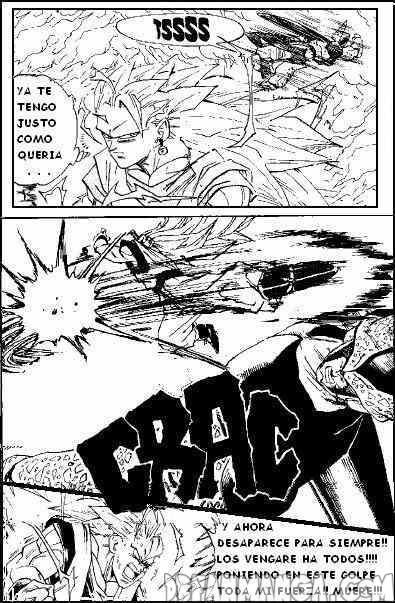 SSSS
YA TE
TENGO
JUSTO
COMO
QUERIA
. . .
CRAC
Y AHORA
DESAPARECE PARA SIEMPRE!!
LOS VENGARE HA TODOS!!!!
PONIENDO EN ESTE GOLPE
TODA MI FUERZA!! MUERE!!!